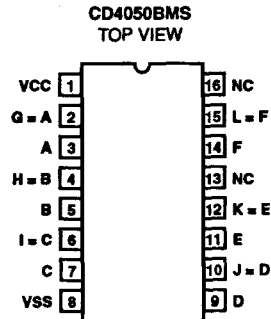 CD4050BMS
TOP VIEW
VCC 1 16 NC
G = A 2 15 L = F
A 3 14 F
H = B 4 13 NC
B 5 12 K = E
I = C 6 11 E
C 7 10 J = D
VSS 8 9 D